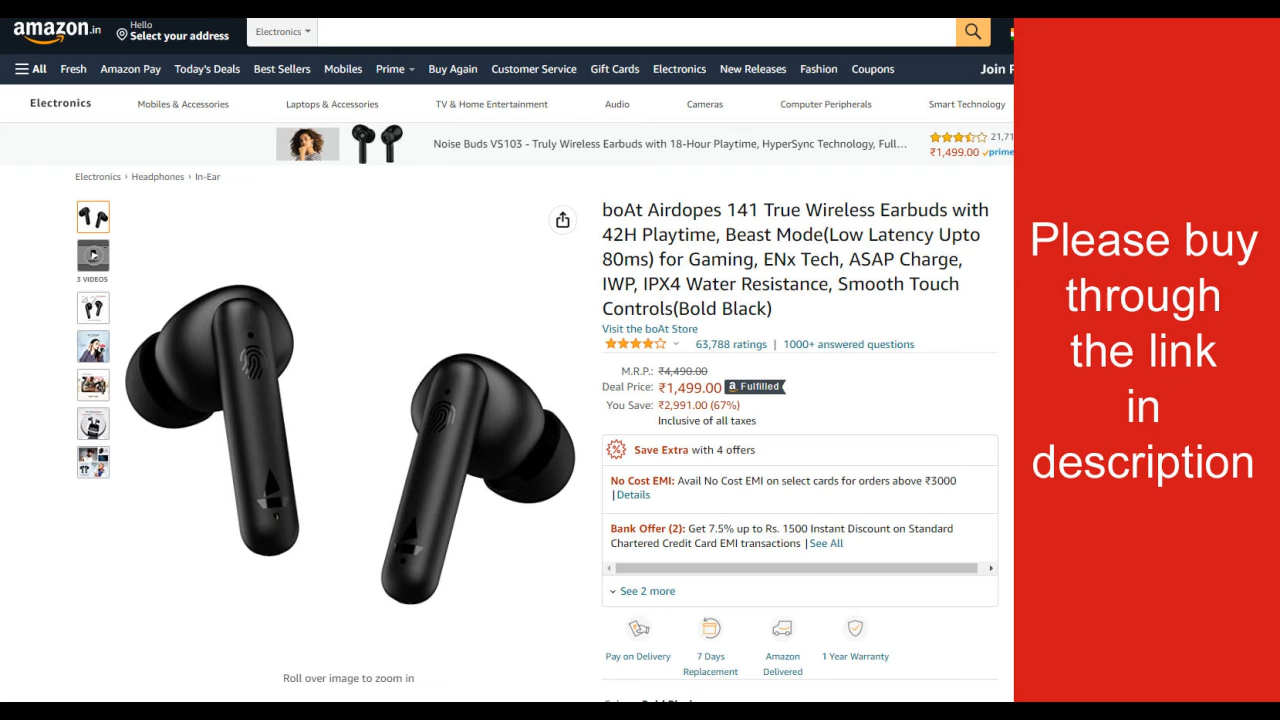 amazon.in
Hello
Select your address
Electronics
All
Fresh
Amazon Pay
Today's Deals
Best Sellers
Mobiles
Prime
Buy Again
Customer Service
Gift Cards
Electronics
New Releases
Fashion
Coupons
Join
Electronics
Mobiles & Accessories
Laptops & Accessories
TV & Home Entertainment
Audio
Cameras
Computer Peripherals
Smart Technology
Noise Buds VS103 - Truly Wireless Earbuds with 18-Hour Playtime, HyperSync Technology, Full...
21,71
₹1,499.00 prime
Electronics › Headphones › In-Ear
3 VIDEOS
boAt Airdopes 141 True Wireless Earbuds with
42H Playtime, Beast Mode(Low Latency Upto
80ms) for Gaming, ENx Tech, ASAP Charge,
IWP, IPX4 Water Resistance, Smooth Touch
Controls(Bold Black)
Visit the boAt Store
63,788 ratings | 1000+ answered questions
M.R.P.: ₹4,490.00
Deal Price: ₹1,499.00 a Fulfilled
You Save: ₹2,991.00 (67%)
Inclusive of all taxes
Save Extra with 4 offers
No Cost EMI: Avail No Cost EMI on select cards for orders above ₹3000
|Details
Bank Offer (2): Get 7.5% up to Rs. 1500 Instant Discount on Standard
Chartered Credit Card EMI transactions |See All
See 2 more
Pay on Delivery
7 Days
Replacement
Amazon
Delivered
1 Year Warranty
Roll over image to zoom in
Please buy
through
the link
in
description